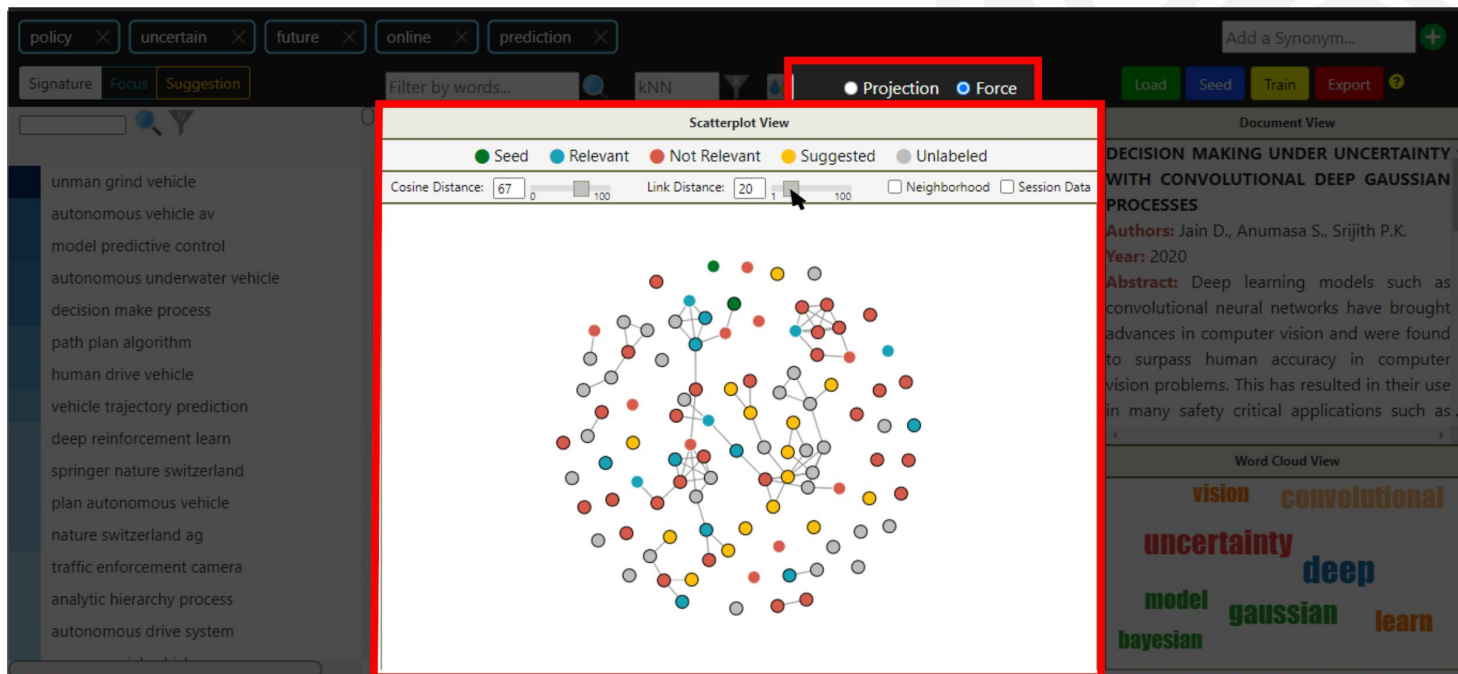 policy × uncertain × future × online × prediction × Add a Synonym...
Signature Focus Suggestion Filter by words... kNN Projection Force Load Seed Train Export ?
Scatterplot View
Seed Relevant Not Relevant Suggested Unlabeled
Cosine Distance: 67 0 100 Link Distance: 20 1 100 Neighborhood Session Data
unman grind vehicle
autonomous vehicle av
model predictive control
autonomous underwater vehicle
decision make process
path plan algorithm
human drive vehicle
vehicle trajectory prediction
deep reinforcement learn
springer nature switzerland
plan autonomous vehicle
nature switzerland ag
traffic enforcement camera
analytic hierarchy process
autonomous drive system
Document View
DECISION MAKING UNDER UNCERTAINTY
WITH CONVOLUTIONAL DEEP GAUSSIAN
PROCESSES
Authors: Jain D., Anumasa S., Srijith P.K.
Year: 2020
Abstract: Deep learning models such as
convolutional neural networks have brought
advances in computer vision and were found
to surpass human accuracy in computer
vision problems. This has resulted in their use
in many safety critical applications such as
Word Cloud View
vision convolutional
uncertainty
deep
model
gaussian
learn
bayesian